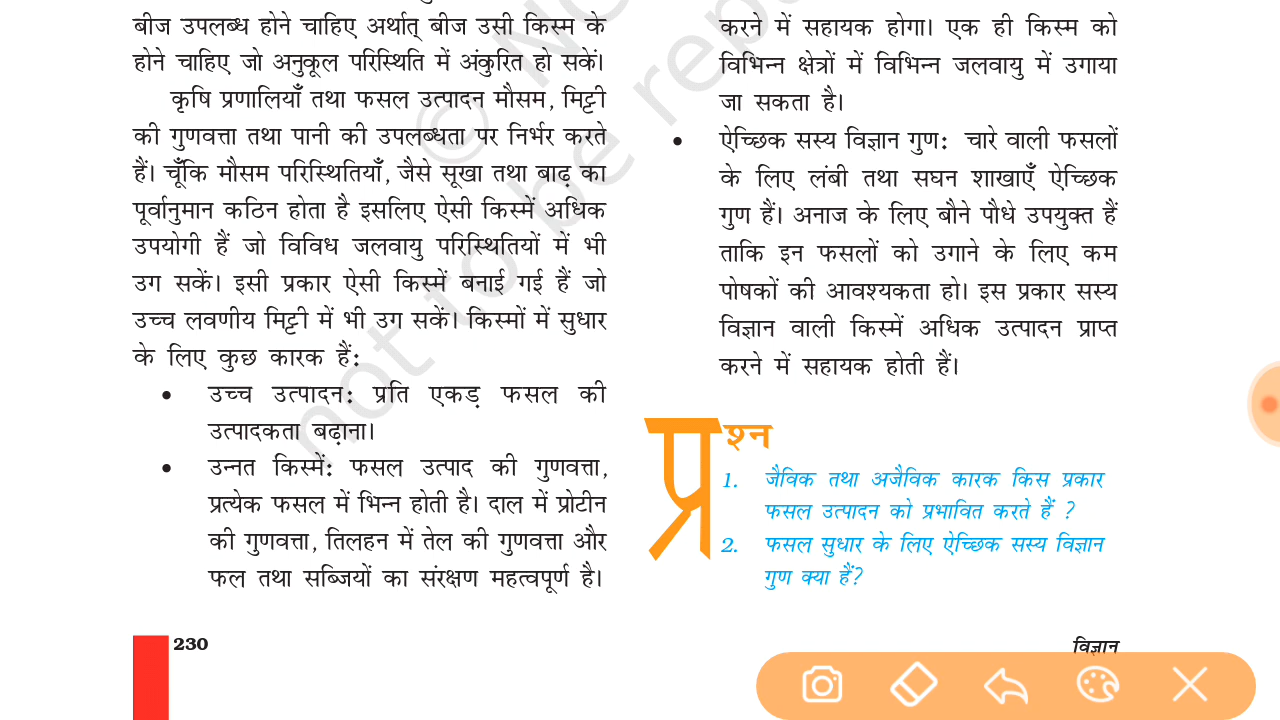 बीज उपलब्ध होने चाहिए अर्थात् बीज उसी किस्म के
होने चाहिए जो अनुकूल परिस्थिति में अंकुरित हो सकें।
कृषि प्रणालियाँ तथा फसल उत्पादन मौसम, मिट्टी
की गुणवत्ता तथा पानी की उपलब्धता पर निर्भर करते
हैं। चूँकि मौसम परिस्थितियाँ, जैसे सूखा तथा बाढ़ का
पूर्वानुमान कठिन होता है इसलिए ऐसी किस्में अधिक
उपयोगी हैं जो विविध जलवायु परिस्थितियों में भी
उग सकें। इसी प्रकार ऐसी किस्में बनाई गई हैं जो
उच्च लवणीय मिट्टी में भी उग सकें। किस्मों में सुधार
के लिए कुछ कारक हैं:
• उच्च उत्पादन: प्रति एकड़ फसल की
उत्पादकता बढ़ाना।
• उन्नत किस्में: फसल उत्पाद की गुणवत्ता,
प्रत्येक फसल में भिन्न होती है। दाल में प्रोटीन
की गुणवत्ता, तिलहन में तेल की गुणवत्ता और
फल तथा सब्जियों का संरक्षण महत्वपूर्ण है।
करने में सहायक होगा। एक ही किस्म को
विभिन्न क्षेत्रों में विभिन्न जलवायु में उगाया
जा सकता है।
• ऐच्छिक सस्य विज्ञान गुण: चारे वाली फसलों
के लिए लंबी तथा सघन शाखाएँ ऐच्छिक
गुण हैं। अनाज के लिए बौने पौधे उपयुक्त हैं
ताकि इन फसलों को उगाने के लिए कम
पोषकों की आवश्यकता हो। इस प्रकार सस्य
विज्ञान वाली किस्में अधिक उत्पादन प्राप्त
करने में सहायक होती हैं।
प्रश्न
1. जैविक तथा अजैविक कारक किस प्रकार
फसल उत्पादन को प्रभावित करते हैं ?
2. फसल सुधार के लिए ऐच्छिक सस्य विज्ञान
गुण क्या हैं?
230
विज्ञान
not to be